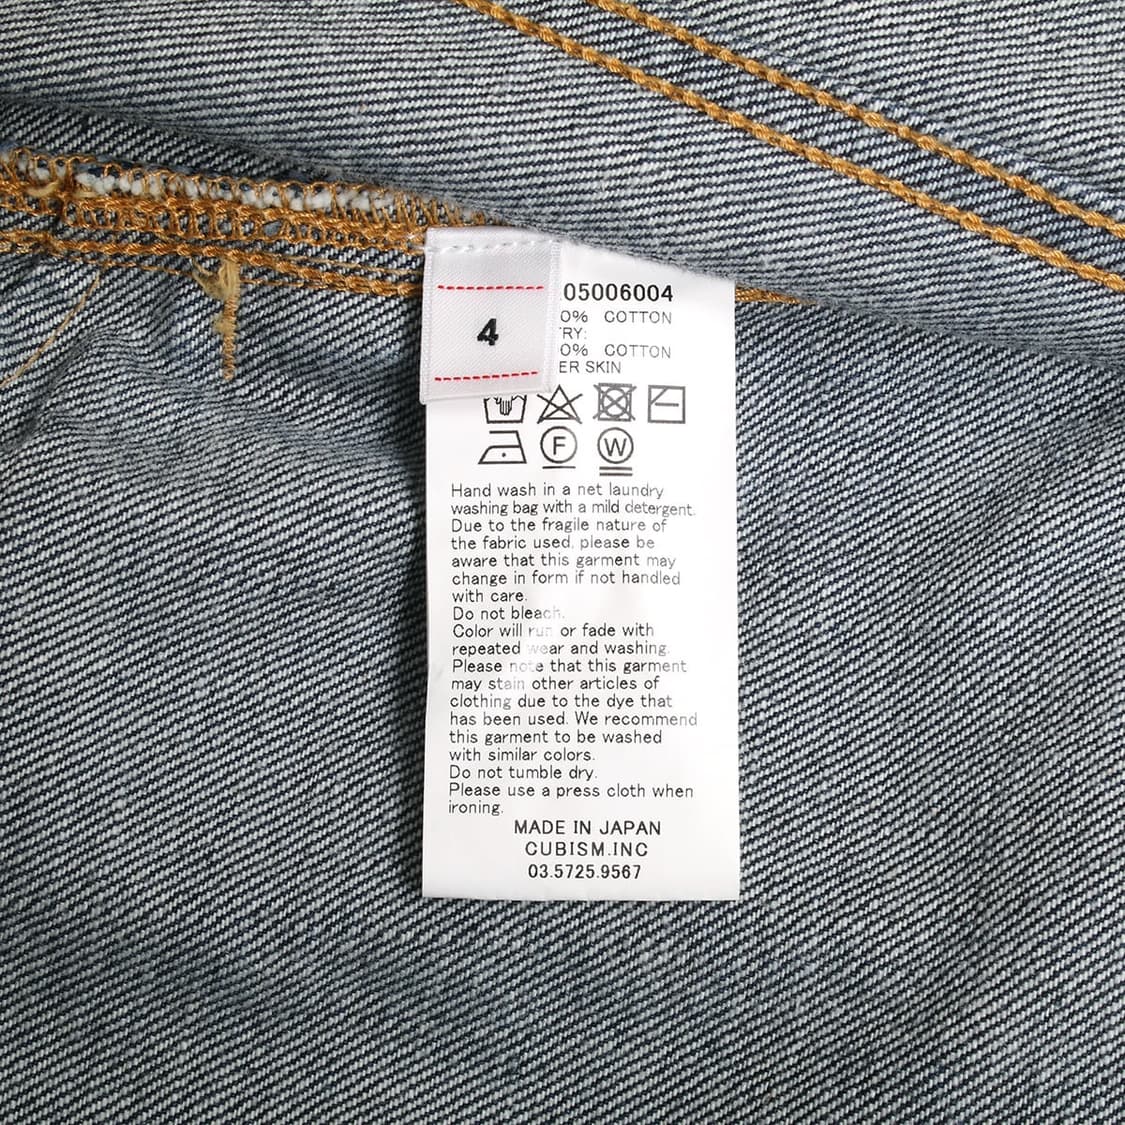 4
05006004
0% COTTON
RY:
0% COTTON
ER SKIN
F W
Hand wash in a net laundry
washing bag with a mild detergent.
Due to the fragile nature of
the fabric used, please be
aware that this garment may
change in form if not handled
with care.
Do not bleach.
Color will run or fade with
repeated wear and washing.
Please note that this garment
may stain other articles of
clothing due to the dye that
has been used. We recommend
this garment to be washed
with similar colors.
Do not tumble dry.
Please use a press cloth when
ironing.
MADE IN JAPAN
CUBISM.INC
03.5725.9567